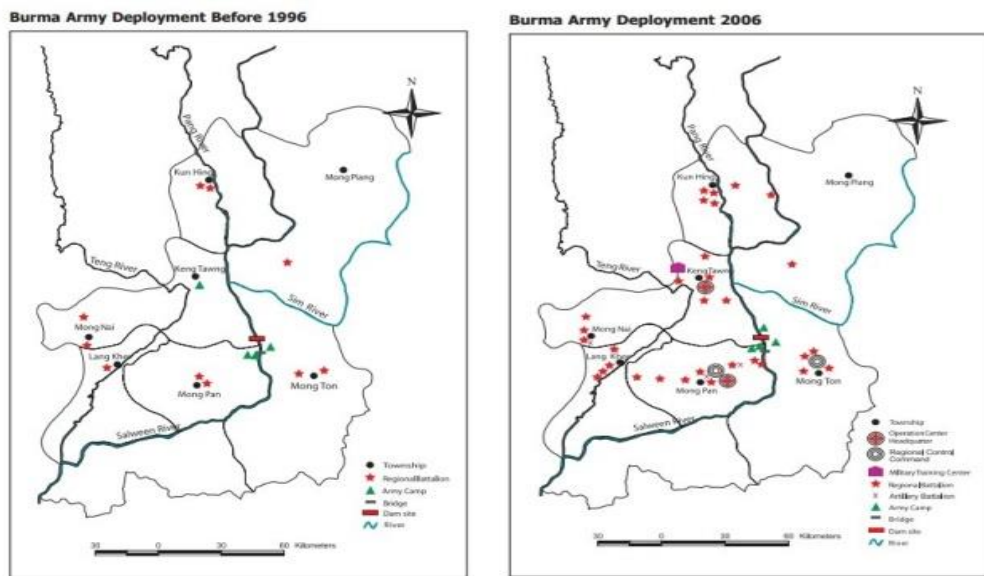 Burma Army Deployment Before 1996
N
Pang River
Kun Hing
Mong Plang
Teng River
Keng Tawng
Sim River
Mong Nai
Lang Kher
Mong Pan
Mong Ton
Salween River
Township
Regional Battalion
Army Camp
Bridge
Dam site
River
30 0 30 60 Kilometers
Burma Army Deployment 2006
N
Pang River
Kun Hing
Mong Plang
Teng River
Keng Tawng
Sim River
Mong Nai
Lang Kher
Mong Pan
Mong Ton
Salween River
Township
Operation Center
Headquater
Regional Control
Command
Military Training Center
Regional Battalion
Artillery Battalion
Army Camp
Bridge
Dam site
River
30 0 30 60
Kilometers